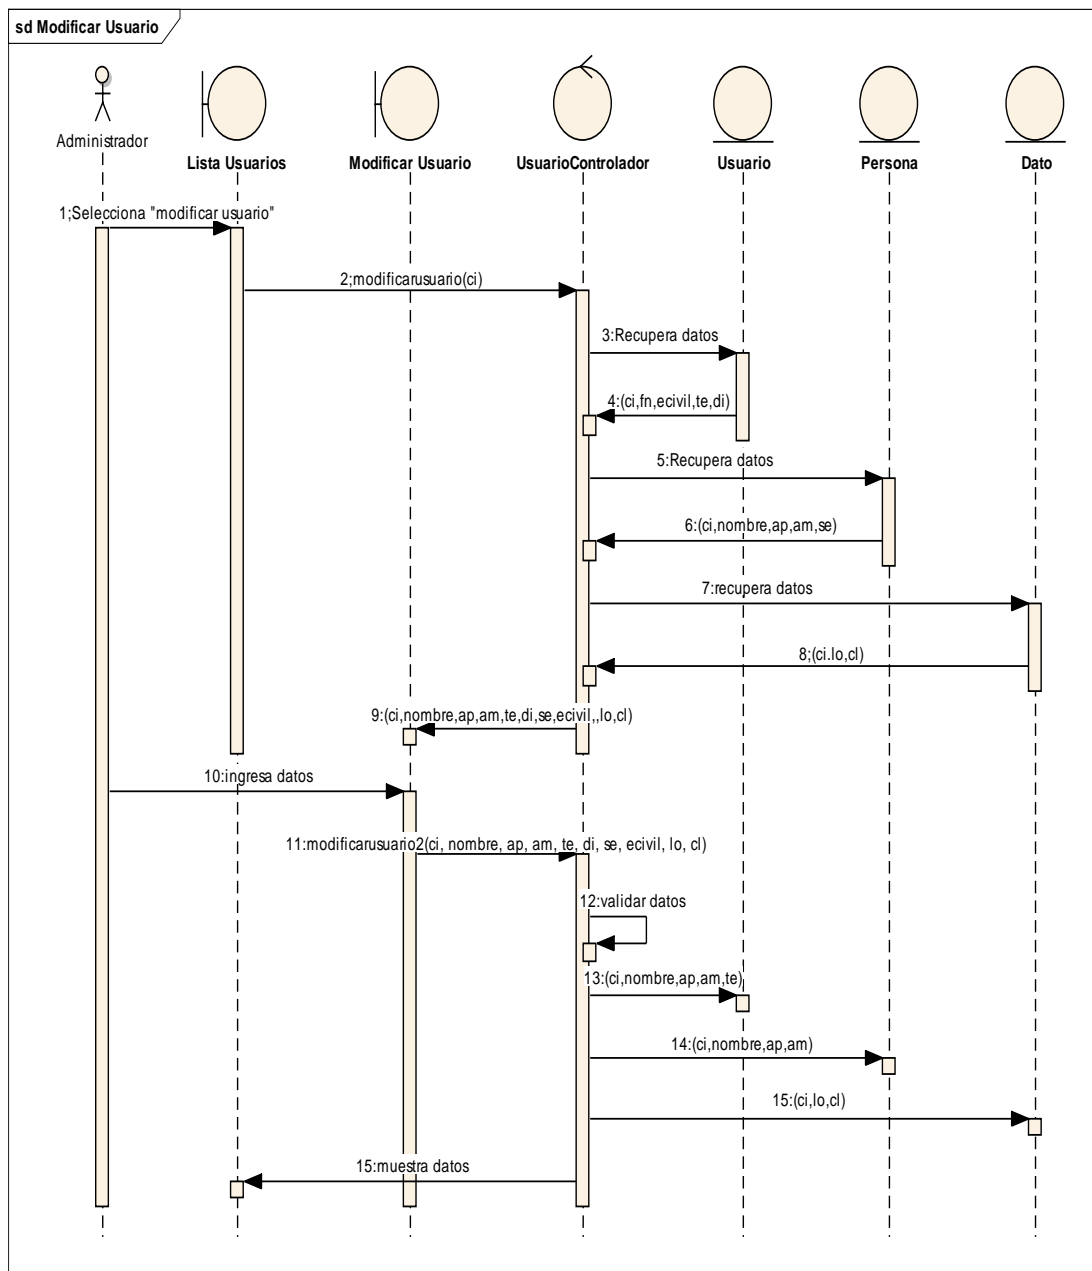 sd Modificar Usuario
Administrador
Lista Usuarios
Modificar Usuario
UsuarioControlador
Usuario
Persona
Dato
1;Selecciona "modificar usuario"
2;modificarusuario(ci)
3:Recupera datos
4:(ci,fn,ecivil,te,di)
5:Recupera datos
6:(ci,nombre,ap,am,se)
7:recupera datos
8;(ci.lo,cl)
9:(ci,nombre,ap,am,te,di,se,ecivil,,lo,cl)
10:ingresa datos
11:modificarusuario2(ci, nombre, ap, am, te, di, se, ecivil, lo, cl)
12:validar datos
13:(ci,nombre,ap,am,te)
14:(ci,nombre,ap,am)
15:(ci,lo,cl)
15:muestra datos